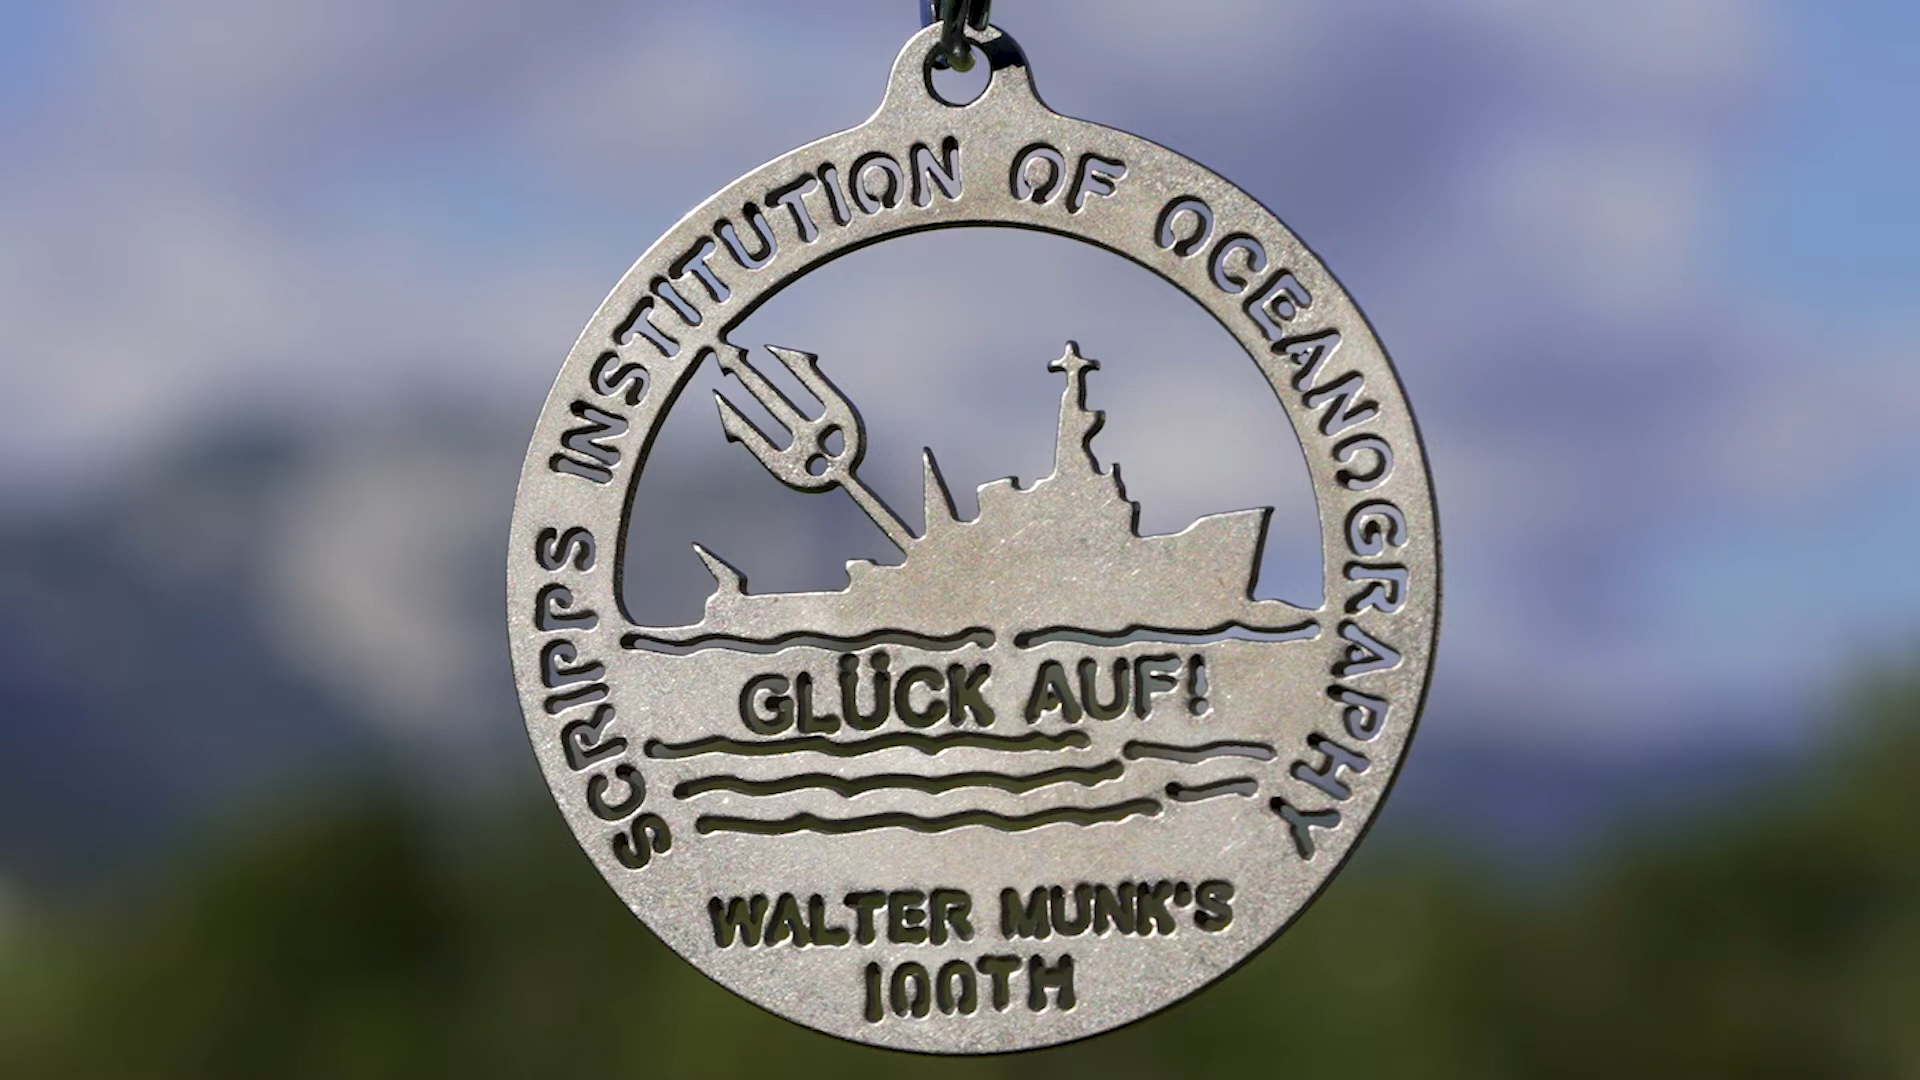 SCRIPPS INSTITUTION OF OCEANOGRAPHY
GLÜCK AUF!
WALTER MUNK'S
100TH